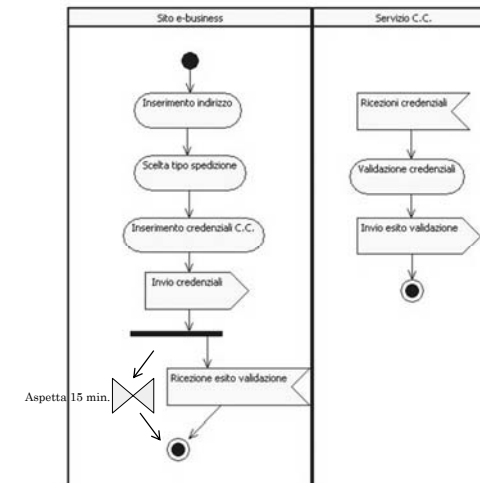 Sito e-business
Servizio C.C.
Inserimento indirizzo
Scelta tipo spedizione
Inserimento credenziali C.C.
Invio credenziali
Ricezione esito validazione
Aspetta 15 min.
Ricezioni credenziali
Validazione credenziali
Invio esito validazione